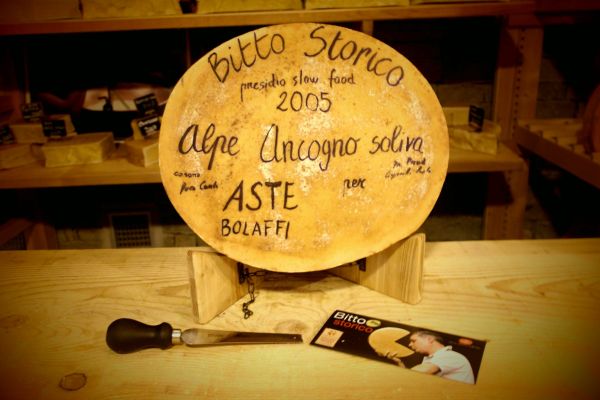 Bitto Storico
presidio slow food
2005
Alpe Ancogno soliva
per
ASTE
BOLAFFI
Bitto
storico